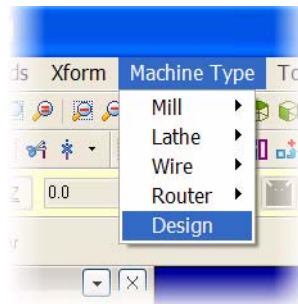 ds Xform Machine Type To
Mill
Lathe
Wire
Router
Design
Z 0.0